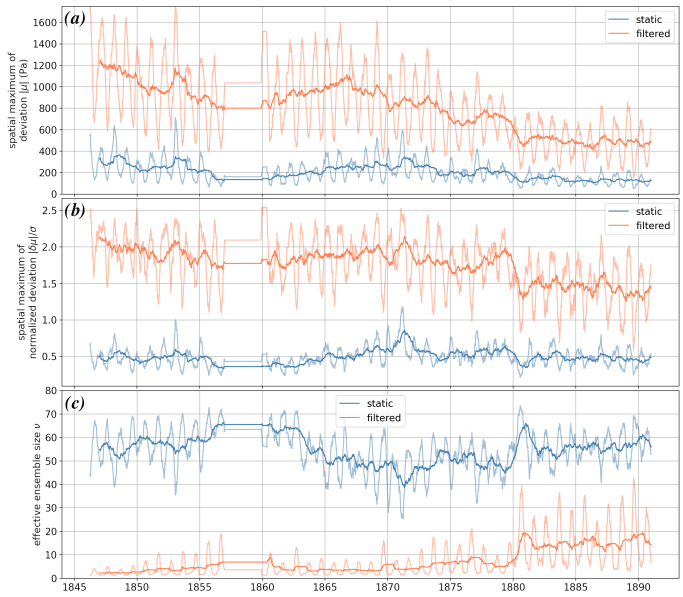 (a)
static
filtered
spatial maximum of
deviation |μ| (Pa)
1600
1400
1200
1000
800
600
400
200
0
(b)
static
filtered
spatial maximum of
normalized deviation |δμ|/σ
2.5
2.0
1.5
1.0
0.5
(c)
static
filtered
effective ensemble size ν
80
70
60
50
40
30
20
10
0
1845 1850 1855 1860 1865 1870 1875 1880 1885 1890